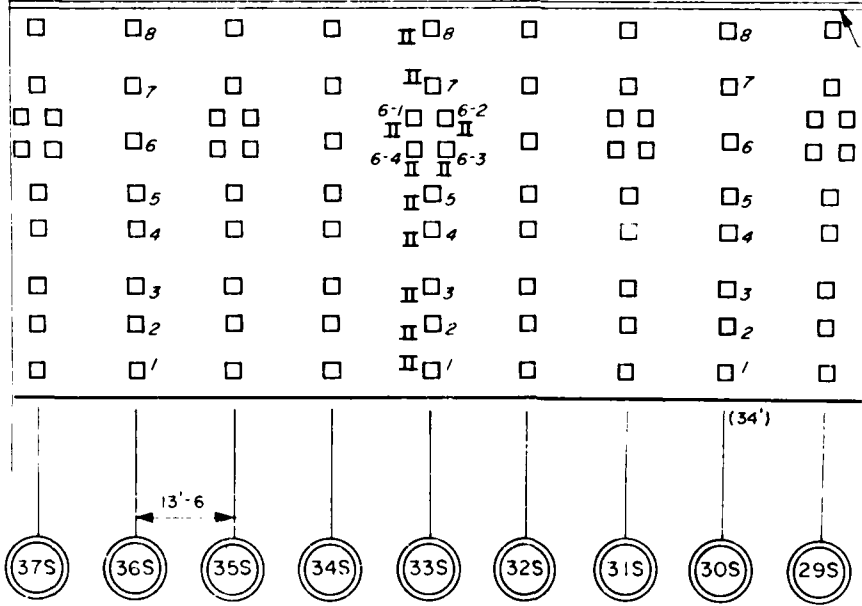 8 II 8 8
7 II 7 7
6-1 6-2
II II
6 6
6-4 6-3
II II
5 II 5 5
4 II 4 4
3 II 3 3
2 II 2 2
1 II 1 1
(34')
13'-6
37S 36S 35S 34S 33S 32S 31S 30S 29S